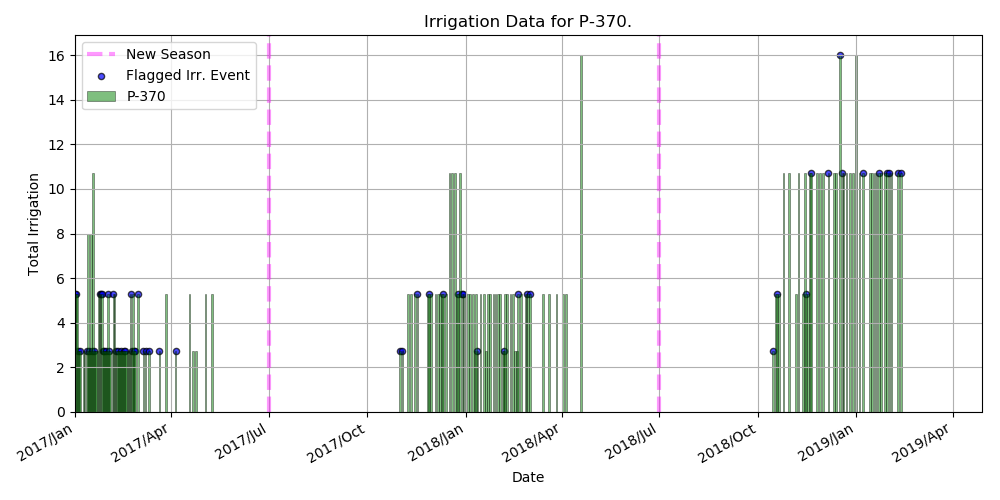 Irrigation Data for P-370.
New Season
Flagged Irr. Event
P-370
Total Irrigation
16
14
12
10
8
6
4
2
0
2017/Jan
2017/Apr
2017/Jul
2017/Oct
2018/Jan
2018/Apr
2018/Jul
2018/Oct
2019/Jan
2019/Apr
Date